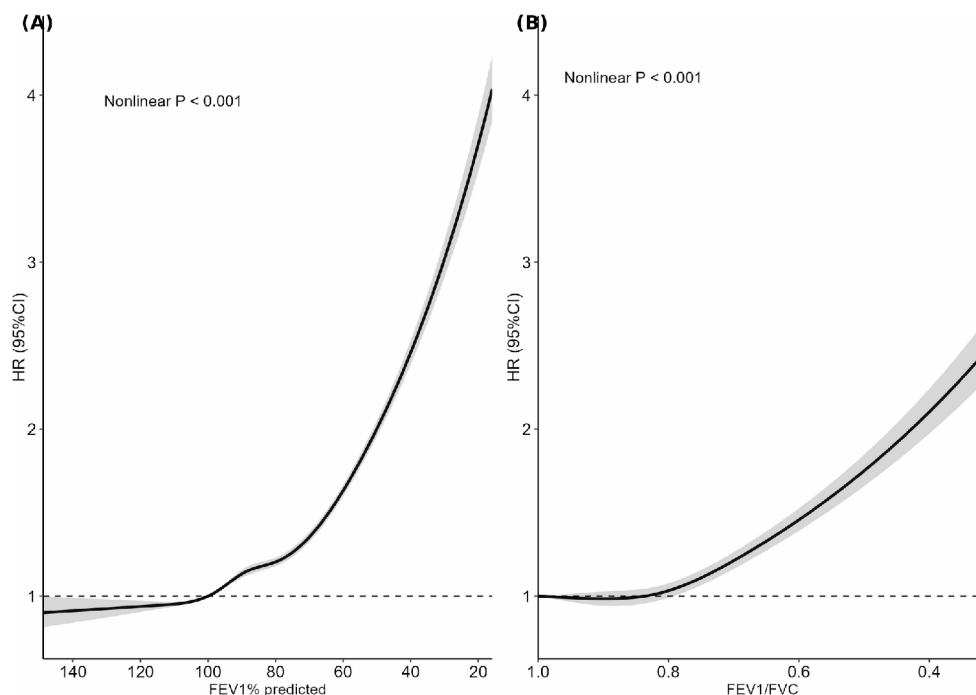 (A)
Nonlinear P < 0.001
HR (95%CI)
4
3
2
1
140 120 100 80 60 40 20
FEV1% predicted
(B)
Nonlinear P < 0.001
HR (95%CI)
4
3
2
1
1.0 0.8 0.6 0.4
FEV1/FVC